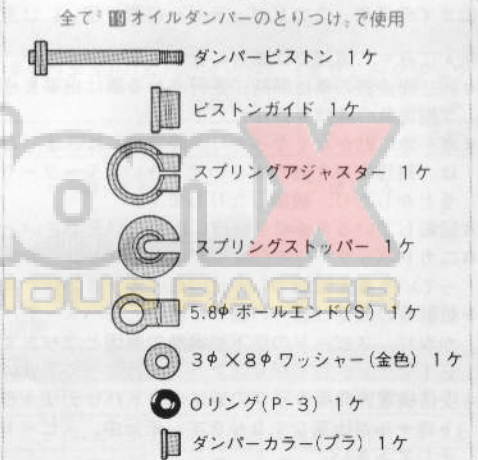 全て 10 オイルダンパーのとりつけ で使用
ダンパーピストン 1ケ
ピストンガイド 1ケ
スプリングアジャスター 1ケ
スプリングストッパー 1ケ
5.8φ ボールエンド(S) 1ケ
3φ×8φ ワッシャー(金色) 1ケ
Oリング(P-3) 1ケ
ダンパーカラー(プラ) 1ケ
onX
IOUS RACER